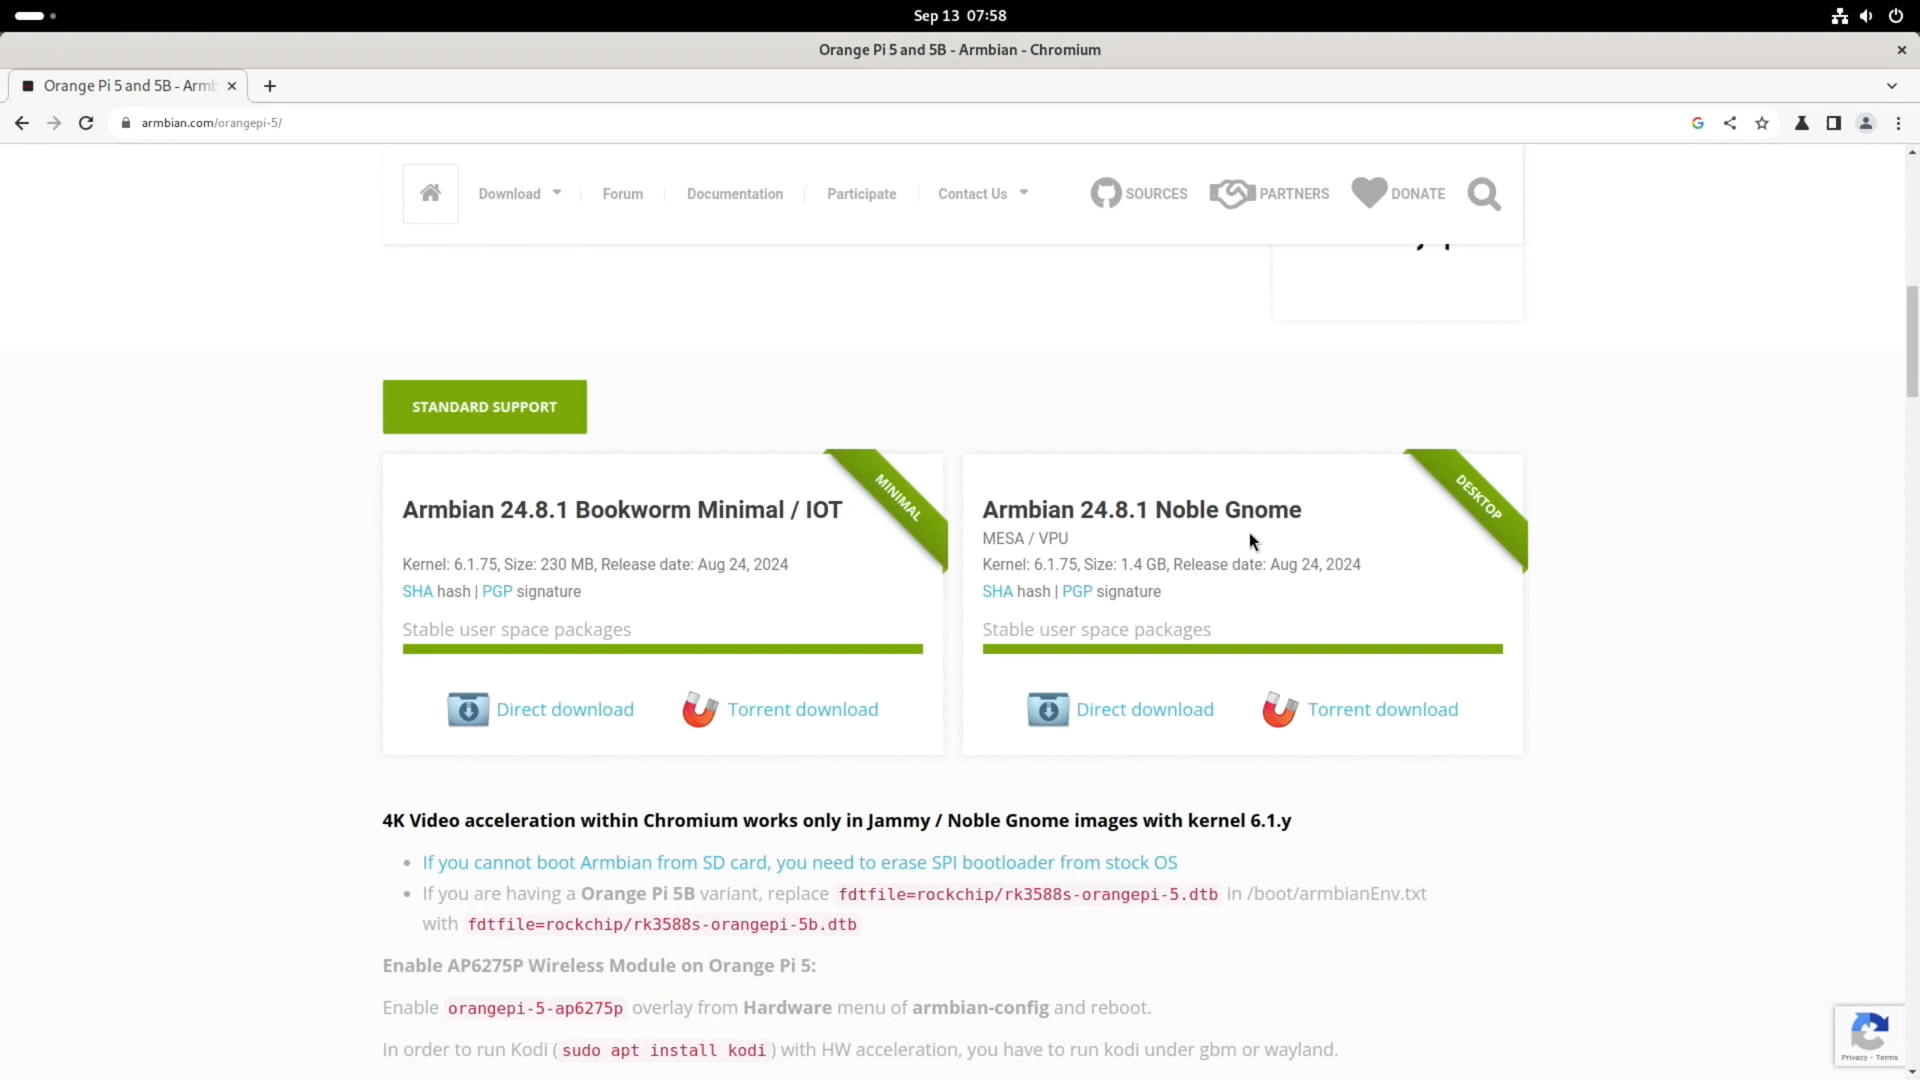 Sep 13 07:58
Orange Pi 5 and 5B - Armbian - Chromium
Orange Pi 5 and 5B - Armb
armbian.com/orangepi-5/
Download
Forum
Documentation
Participate
Contact Us
SOURCES
PARTNERS
DONATE
STANDARD SUPPORT
MINIMAL
Armbian 24.8.1 Bookworm Minimal / IOT
Kernel: 6.1.75, Size: 230 MB, Release date: Aug 24, 2024
SHA hash | PGP signature
Stable user space packages
Direct download
Torrent download
DESKTOP
Armbian 24.8.1 Noble Gnome
MESA / VPU
Kernel: 6.1.75, Size: 1.4 GB, Release date: Aug 24, 2024
SHA hash | PGP signature
Stable user space packages
Direct download
Torrent download
4K Video acceleration within Chromium works only in Jammy / Noble Gnome images with kernel 6.1.y
• If you cannot boot Armbian from SD card, you need to erase SPI bootloader from stock OS
• If you are having a Orange Pi 5B variant, replace fdtfile=rockchip/rk3588s-orangepi-5.dtb in /boot/armbianEnv.txt
with fdtfile=rockchip/rk3588s-orangepi-5b.dtb
Enable AP6275P Wireless Module on Orange Pi 5:
Enable orangepi-5-ap6275p overlay from Hardware menu of armbian-config and reboot.
In order to run Kodi ( sudo apt install kodi ) with HW acceleration, you have to run kodi under gbm or wayland.
Privacy - Terms